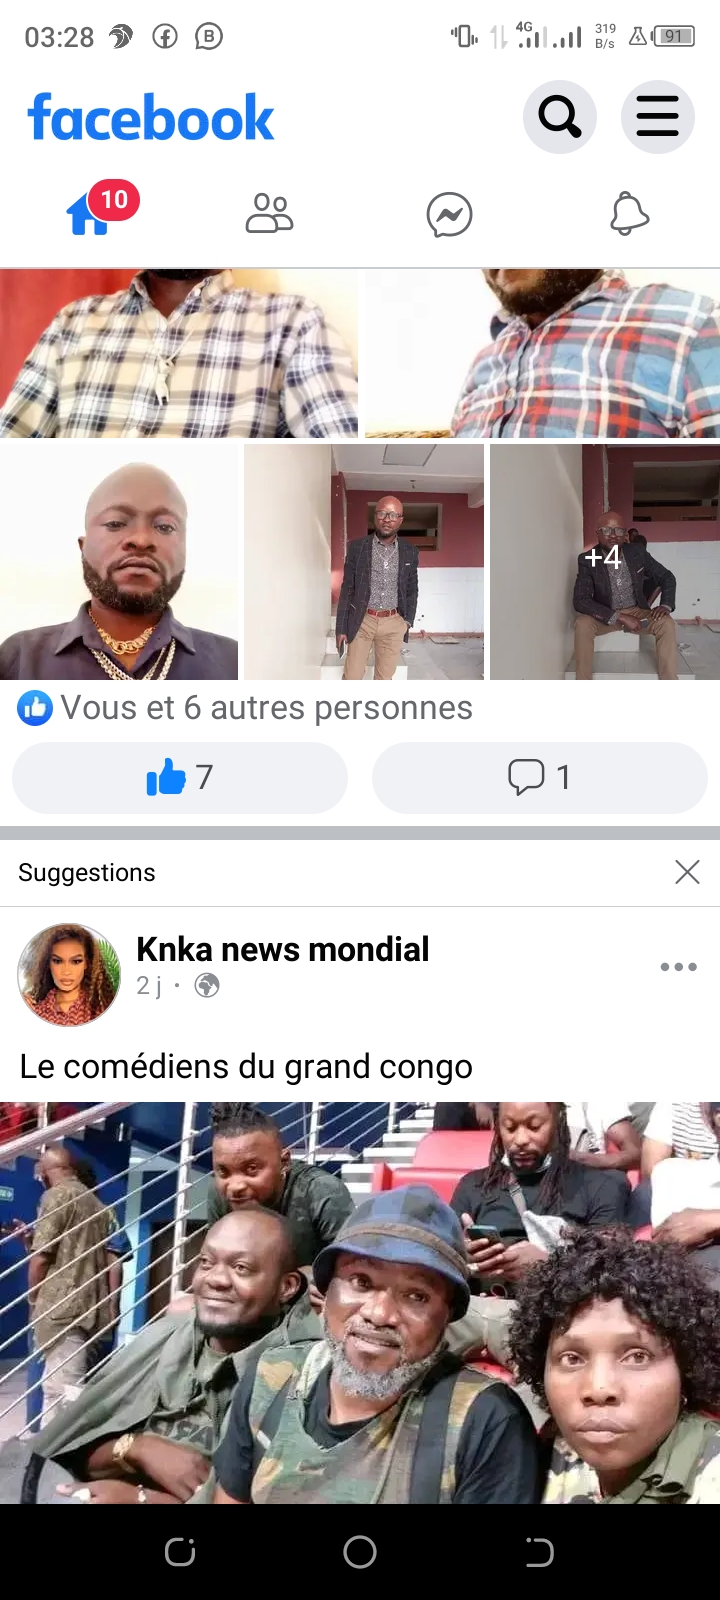 03:28
4G
319
B/s
91
facebook
10
+4
Vous et 6 autres personnes
7
1
Suggestions
Knka news mondial
2 j ·
Le comédiens du grand congo